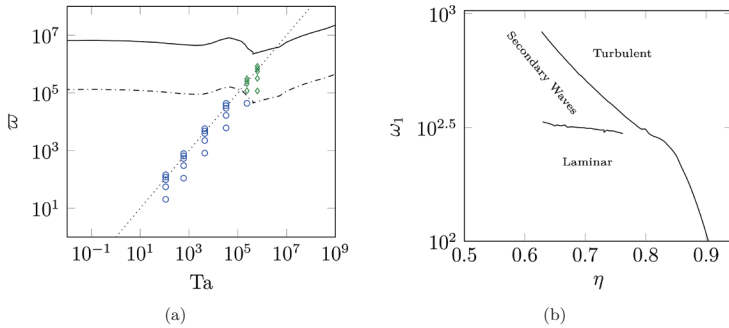 10^7
10^5
10^3
10^1
ϖ
10^−1 10^1 10^3 10^5 10^7 10^9
Ta
(a)
10^3
10^2.5
10^2
ω_1
Turbulent
Secondary Waves
Laminar
0.5 0.6 0.7 0.8 0.9
η
(b)